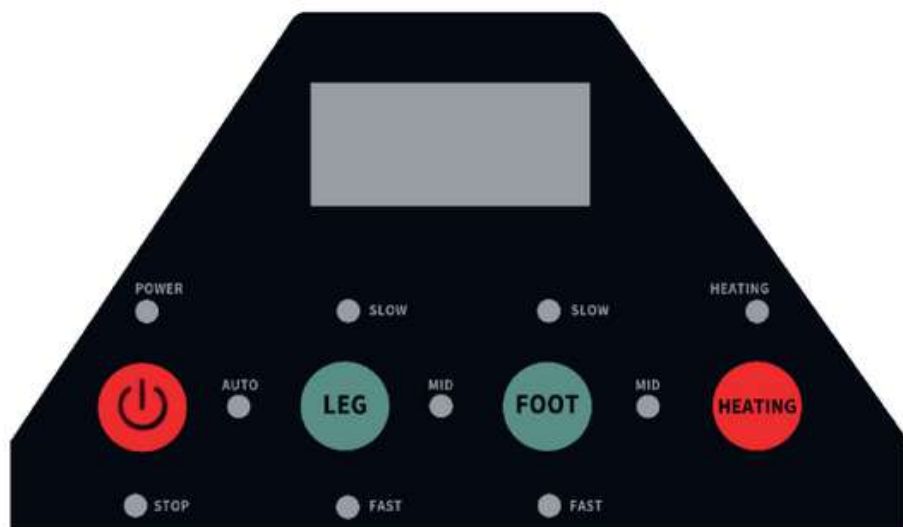 POWER
SLOW
SLOW
HEATING
AUTO
LEG
MID
FOOT
MID
HEATING
STOP
FAST
FAST